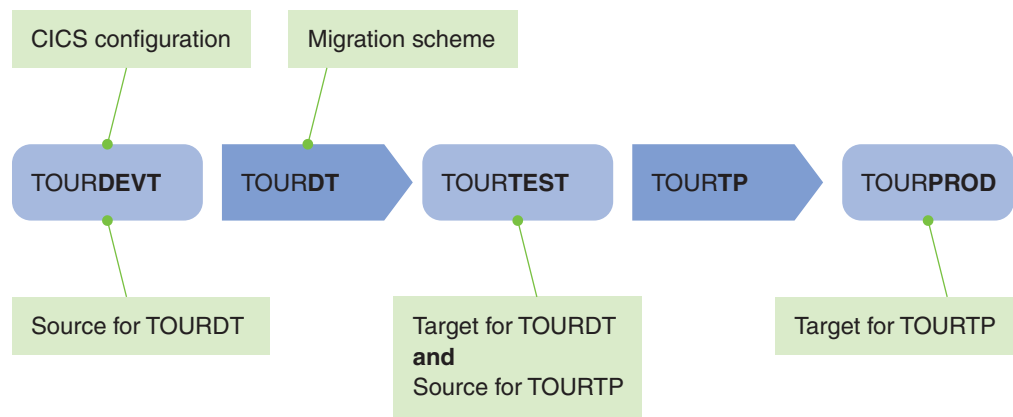 CICS configuration
Migration scheme
TOURDEVT
TOURDT
TOURTEST
TOURTP
TOURPROD
Source for TOURDT
Target for TOURDT
and
Source for TOURTP
Target for TOURTP